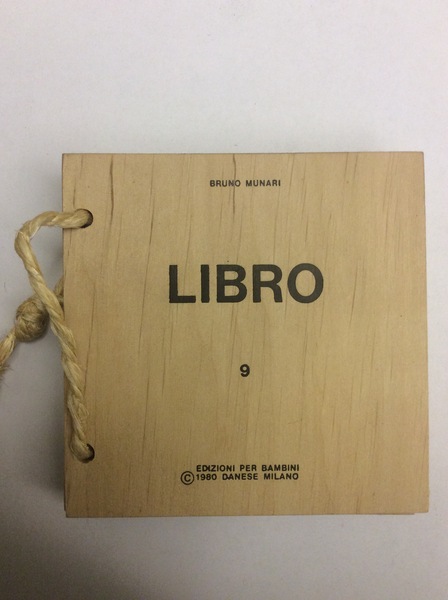 BRUNO MUNARI
LIBRO
9
EDIZIONI PER BAMBINI
© 1980 DANESE MILANO